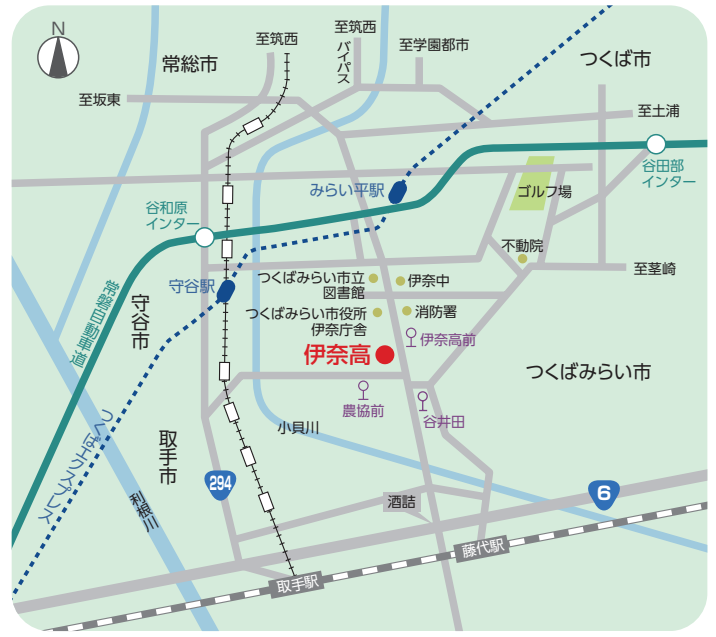 N
常総市
至筑西
至筑西
バイパス
至学園都市
つくば市
至坂東
至土浦
みらい平駅
ゴルフ場
谷田部
インター
谷和原
インター
不動院
守谷駅
つくばみらい市立
図書館
伊奈中
至茎崎
つくばみらい市役所
伊奈庁舎
消防署
守谷市
常磐自動車道
伊奈高前
伊奈高
つくばみらい市
農協前
谷井田
つくばエクスプレス
取手市
小貝川
294
利根川
酒詰
6
藤代駅
取手駅